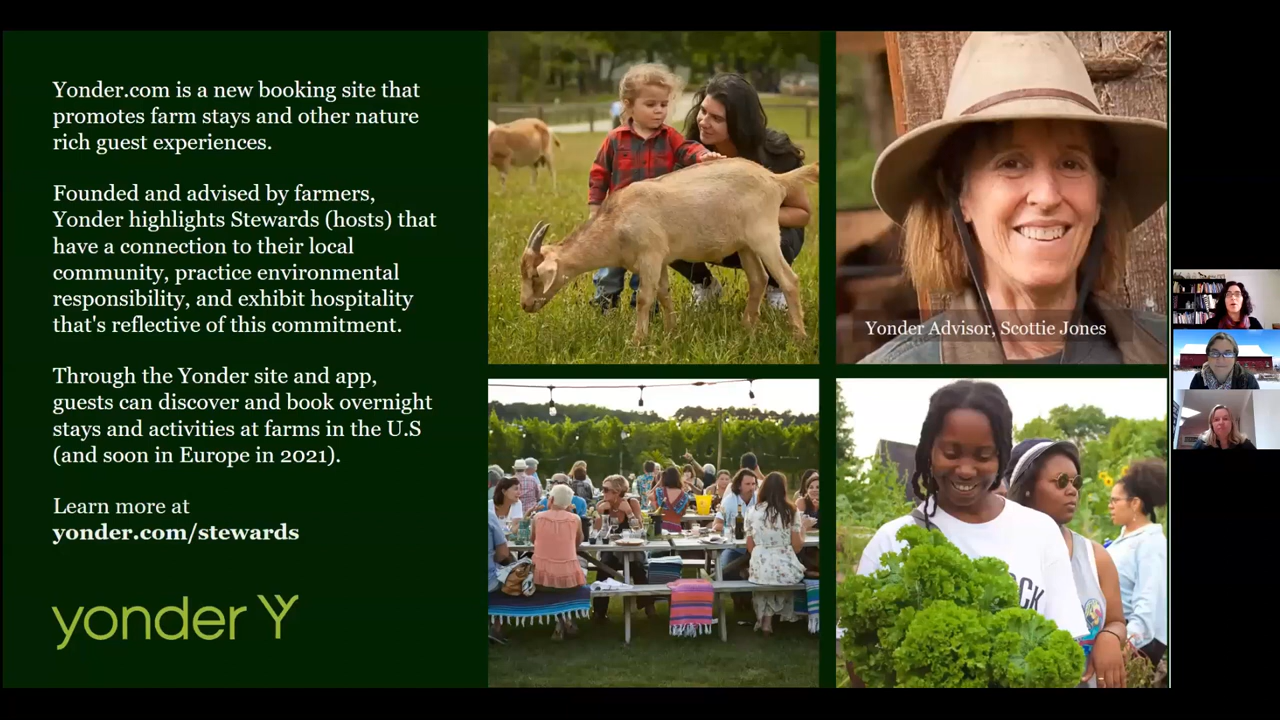 Yonder.com is a new booking site that
promotes farm stays and other nature
rich guest experiences.
Founded and advised by farmers,
Yonder highlights Stewards (hosts) that
have a connection to their local
community, practice environmental
responsibility, and exhibit hospitality
that's reflective of this commitment.
Through the Yonder site and app,
guests can discover and book overnight
stays and activities at farms in the U.S
(and soon in Europe in 2021).
Learn more at
yonder.com/stewards
yonder
Yonder Advisor, Scottie Jones